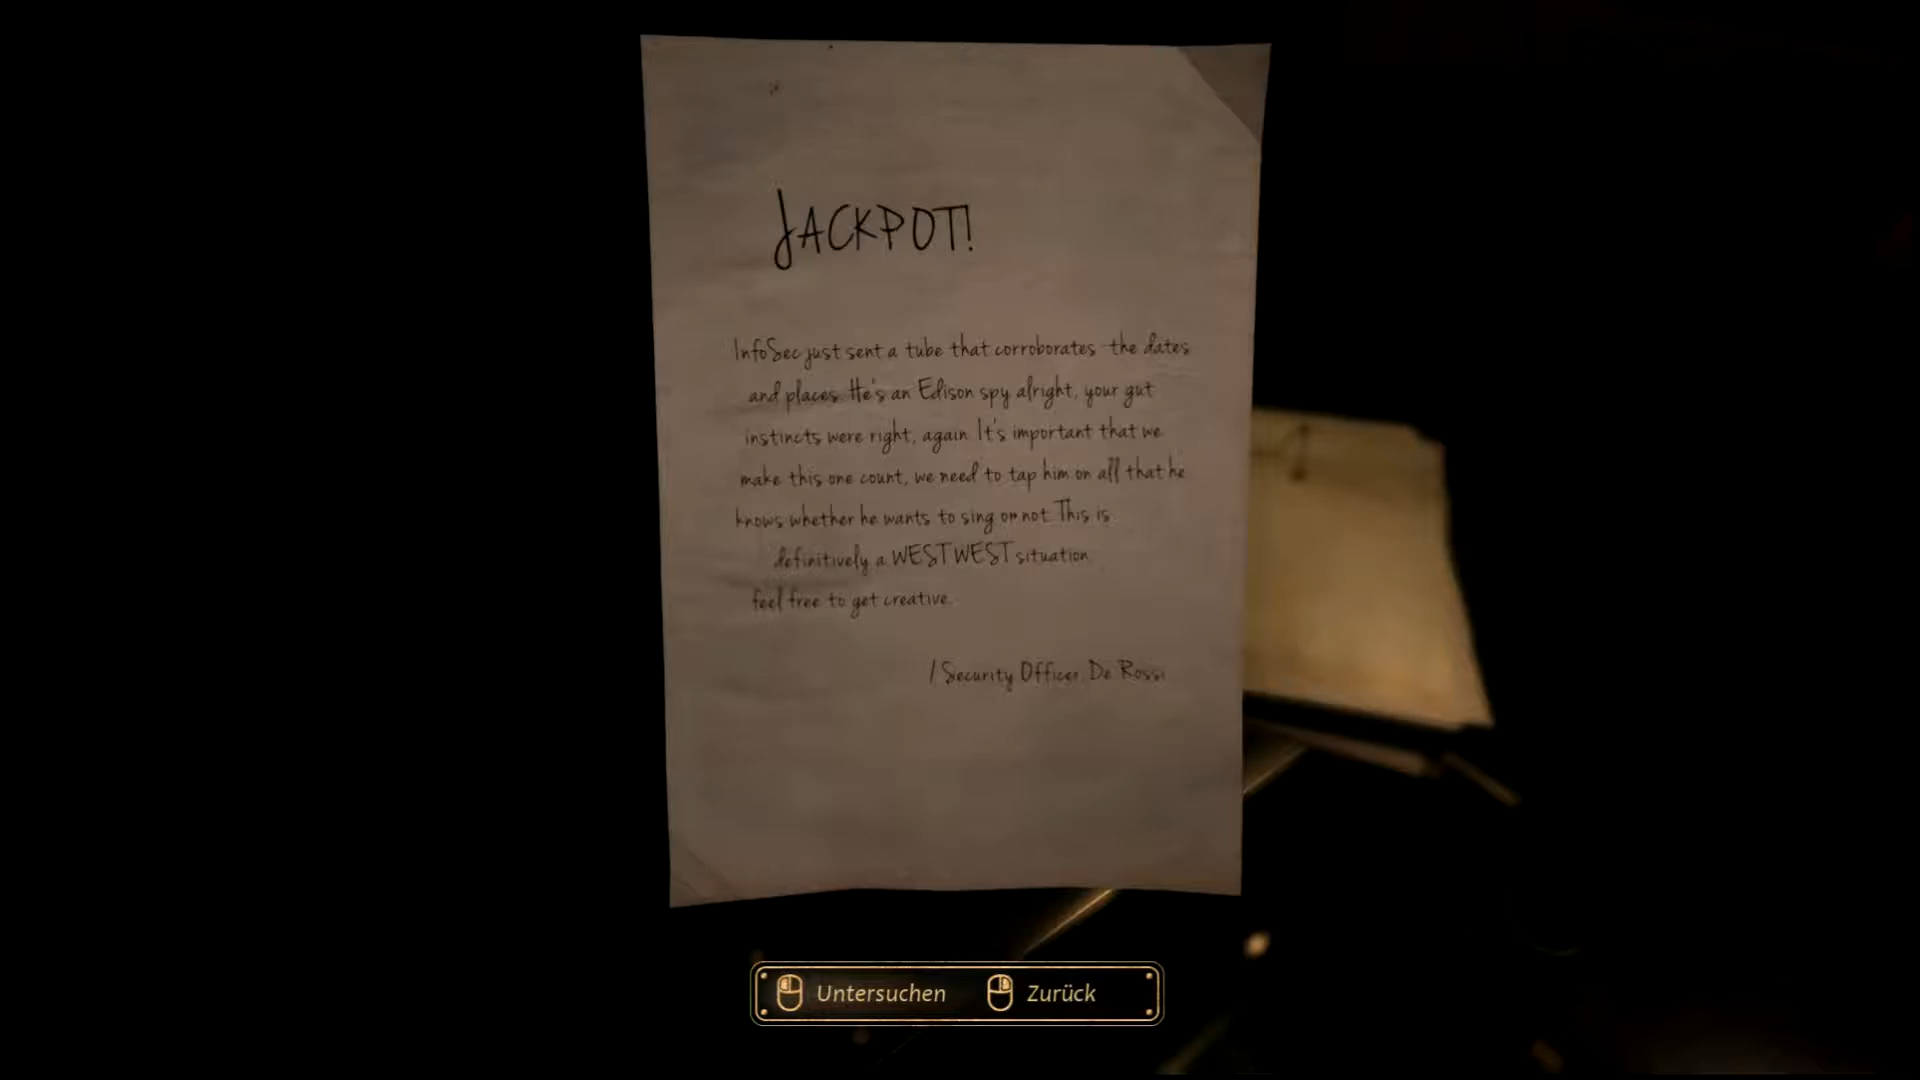 JACKPOT!
InfoSec just sent a tube that corroborates the dates
and places. He's an Edison spy alright, your gut
instincts were right, again. It's important that we
make this one count, we need to tap him on all that he
knows whether he wants to sing or not. This is
definitively a WESTWEST situation
feel free to get creative.
/ Security Officer, De Rossi
Untersuchen Zurück